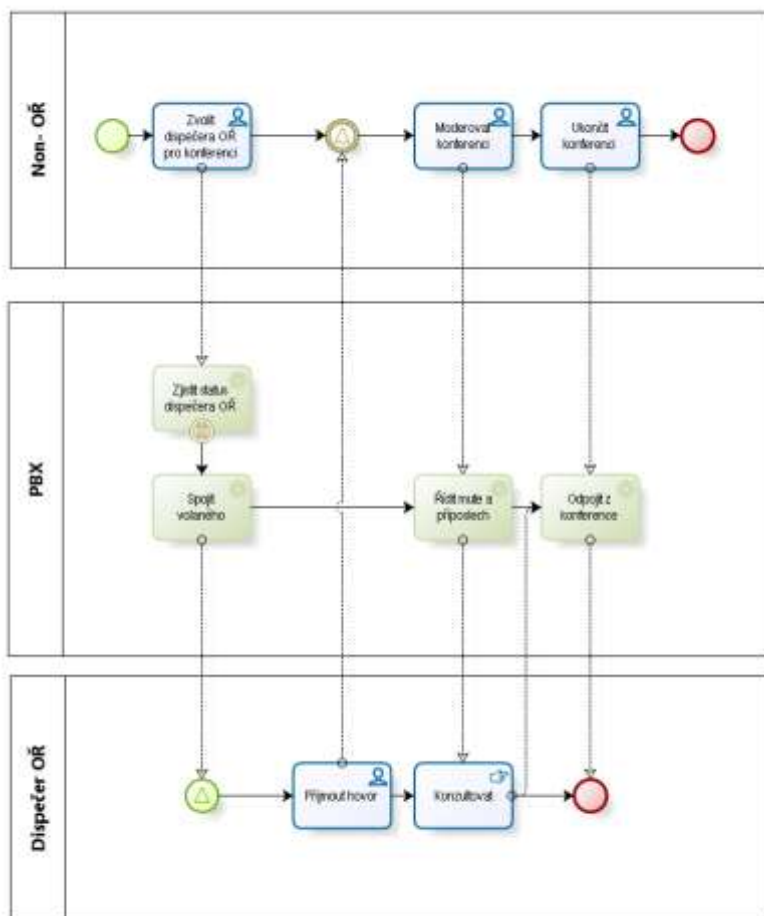 Non- OŘ
Zvolit
dispečera OŘ
pro konferenci
Moderovat
konferenci
Ukončit
konferenci
PBX
Zjistit status
dispečera OŘ
Spojit
volaného
Řídit mute a
příposlech
Odpojit z
konference
Dispečer OŘ
Přijmout hovor
Konzultovat